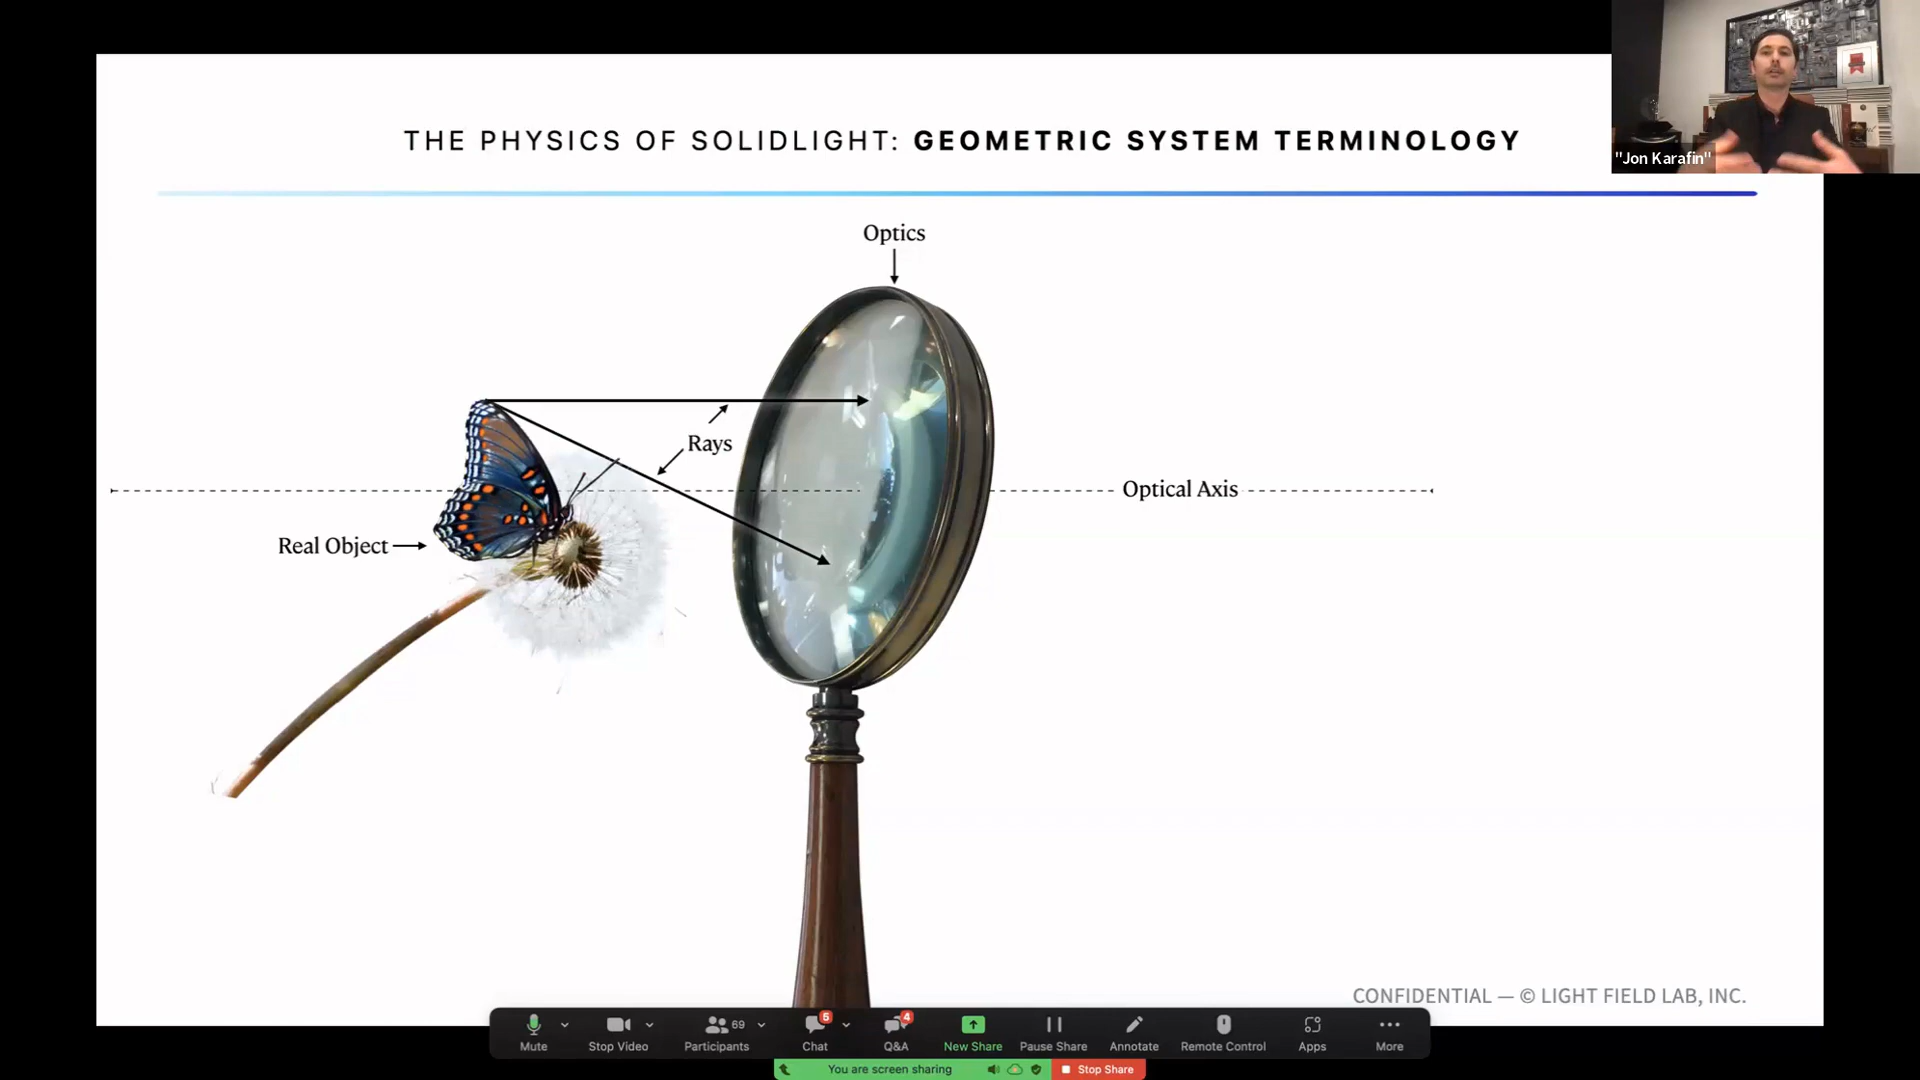 THE PHYSICS OF SOLIDLIGHT: GEOMETRIC SYSTEM TERMINOLOGY
"Jon Karafin"
Optics
Rays
Optical Axis
Real Object
CONFIDENTIAL — © LIGHT FIELD LAB, INC.
69
5
4
Mute
Stop Video
Participants
Chat
Q&A
New Share
Pause Share
Annotate
Remote Control
Apps
More
You are screen sharing
Stop Share